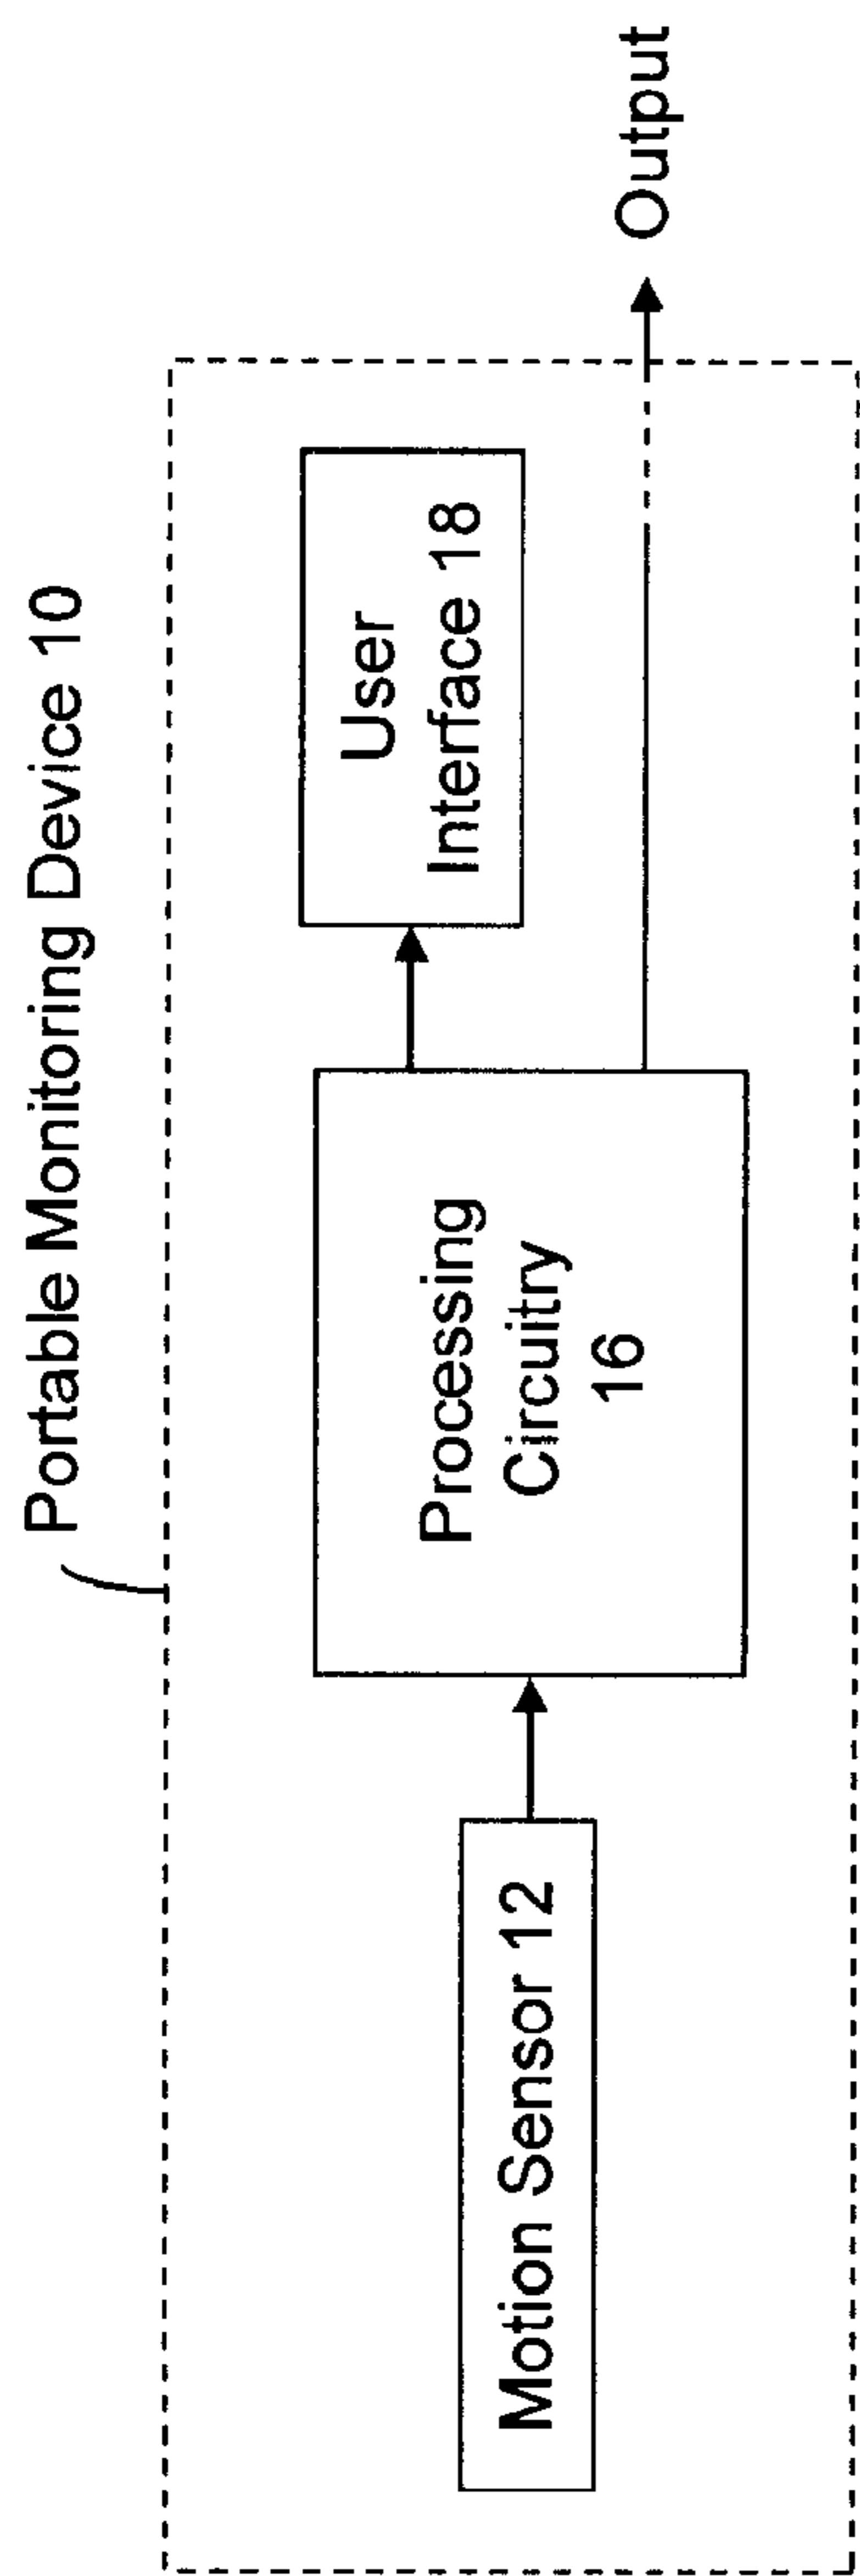 Portable Monitoring Device 10
Motion Sensor 12
Processing
Circuitry
16
User
Interface 18
Output